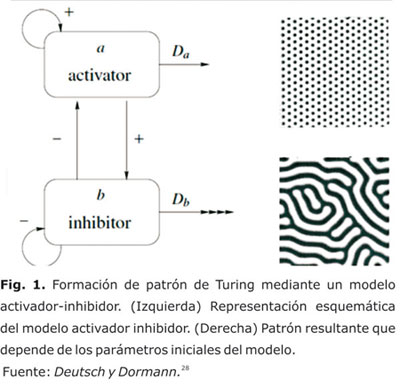 +
a
activator
Da
−
+
b
inhibitor
Db
−
Fig. 1. Formación de patrón de Turing mediante un modelo
activador-inhibidor. (Izquierda) Representación esquemática
del modelo activador inhibidor. (Derecha) Patrón resultante que
depende de los parámetros iniciales del modelo.
Fuente: Deutsch y Dormann.²⁸